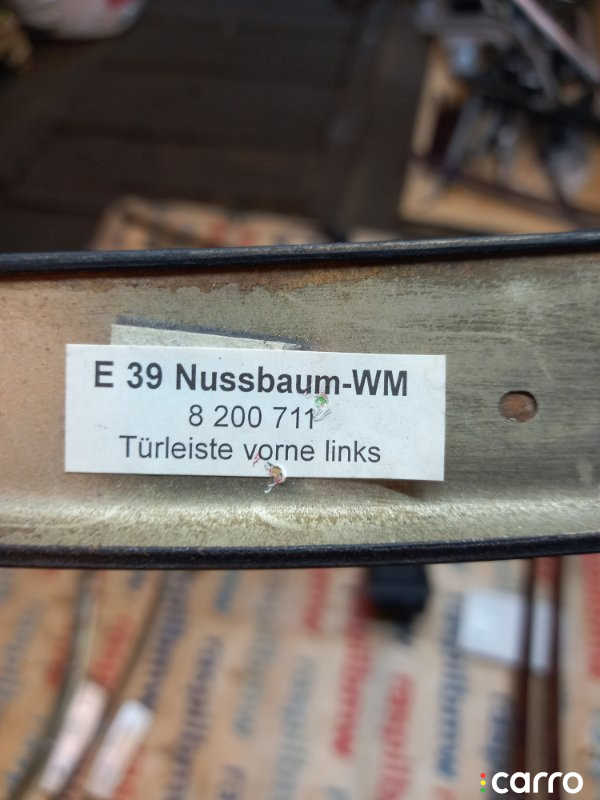 E 39 Nussbaum-WM
8 200 711
Türleiste vorne links
carro